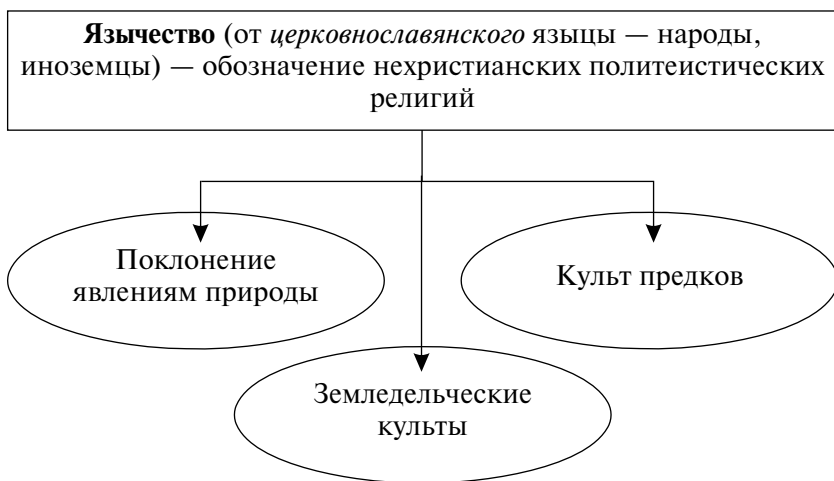 Язычество (от церковнославянского языцы — народы,
иноземцы) — обозначение нехристианских политеистических
религий
Поклонение
явлениям природы
Культ предков
Земледельческие
культы